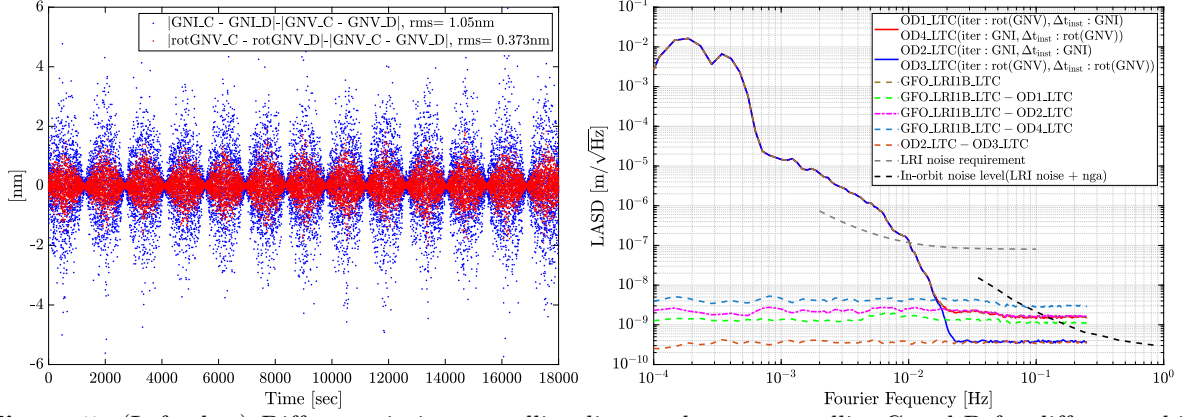 |GNI_C - GNI_D|-|GNV_C - GNV_D|, rms= 1.05nm
|rotGNV_C - rotGNV_D|-|GNV_C - GNV_D|, rms= 0.373nm
6
4
2
0
-2
-4
-6
[nm]
0 2000 4000 6000 8000 10000 12000 14000 16000 18000
Time [sec]
OD1_LTC(iter : rot(GNV), Δt_inst : GNI)
OD4_LTC(iter : GNI, Δt_inst : rot(GNV))
OD2_LTC(iter : GNI, Δt_inst : GNI)
OD3_LTC(iter : rot(GNV), Δt_inst : rot(GNV))
GFO_LRI1B_LTC
GFO_LRI1B_LTC − OD1_LTC
GFO_LRI1B_LTC − OD2_LTC
GFO_LRI1B_LTC − OD4_LTC
OD2_LTC − OD3_LTC
LRI noise requirement
In-orbit noise level(LRI noise + nga)
10^−1
10^−2
10^−3
10^−4
10^−5
10^−6
10^−7
10^−8
10^−9
10^−10
LASD [m/√Hz]
10^−4 10^−3 10^−2 10^−1 10^0
Fourier Fequency [Hz]